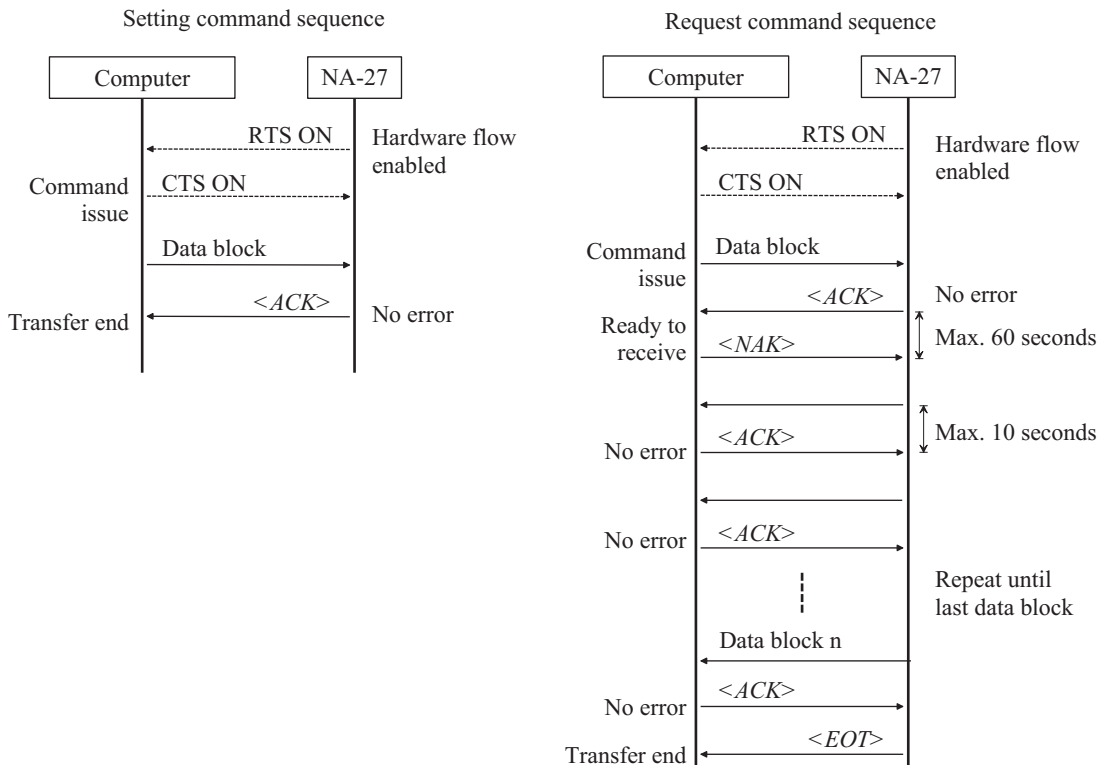 Setting command sequence
Computer
NA-27
RTS ON
Hardware flow
enabled
Command
issue
CTS ON
Data block
<ACK>
Transfer end
No error
Request command sequence
Computer
NA-27
RTS ON
Hardware flow
enabled
CTS ON
Command
issue
Data block
<ACK>
No error
Ready to
receive
<NAK>
Max. 60 seconds
Max. 10 seconds
No error
<ACK>
No error
<ACK>
Repeat until
last data block
Data block n
No error
<ACK>
<EOT>
Transfer end